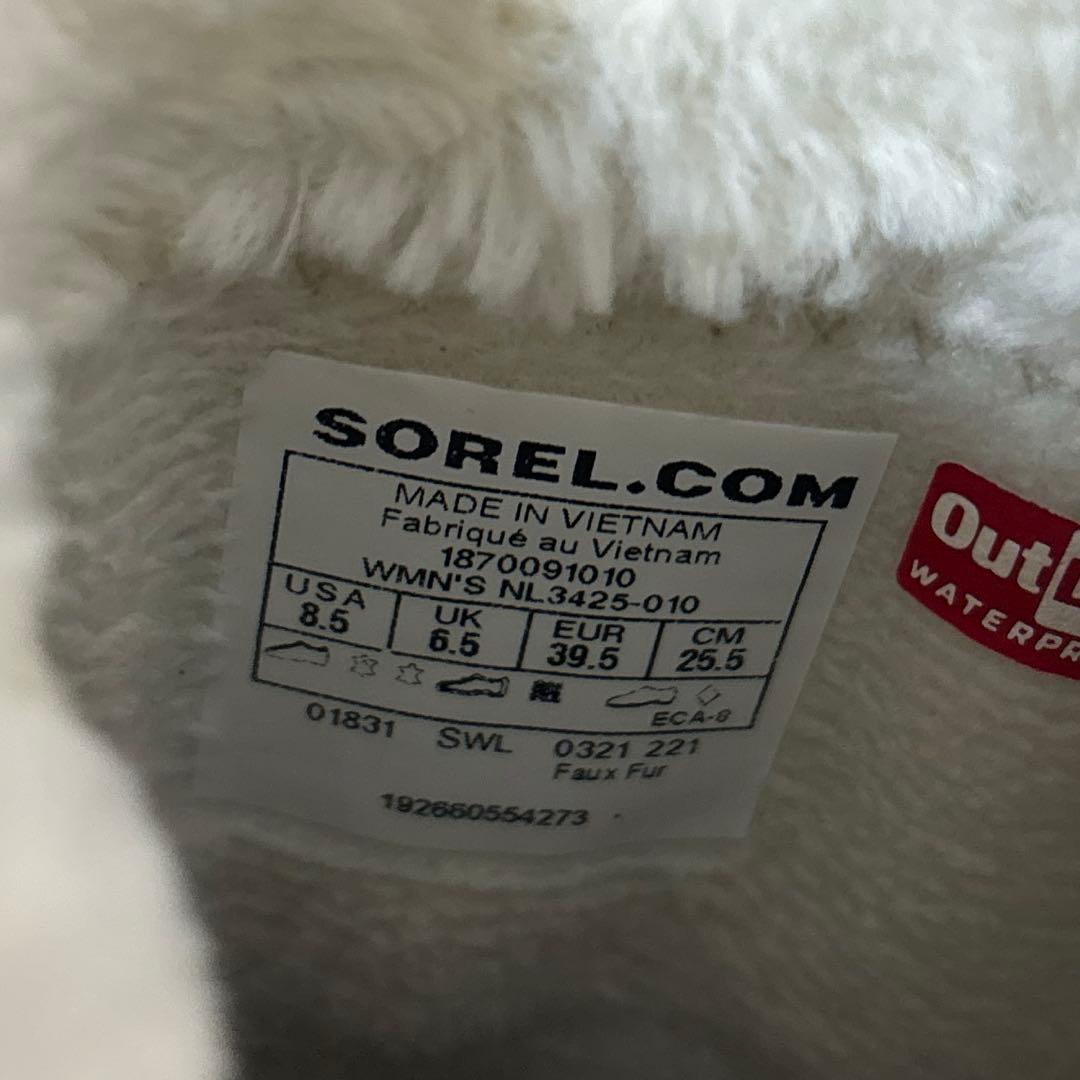 SOREL.COM
MADE IN VIETNAM
Fabriqué au Vietnam
1870091010
WMN'S NL3425-010
USA UK EUR CM
8.5 6.5 39.5 25.5
ECA-8
01831 SWL 0321 221
Faux Fur
192660554273
Out
WATERPR